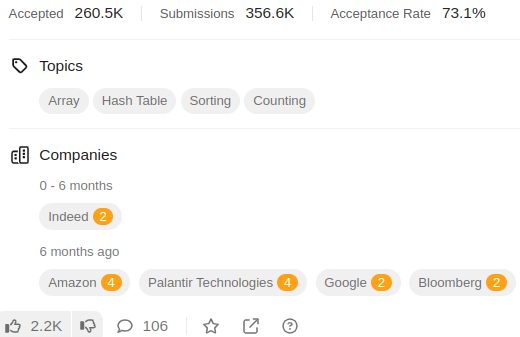 Accepted 260.5K Submissions 356.6K Acceptance Rate 73.1%
Topics
Array Hash Table Sorting Counting
Companies
0 - 6 months
Indeed 2
6 months ago
Amazon 4 Palantir Technologies 4 Google 2 Bloomberg 2
2.2K 106